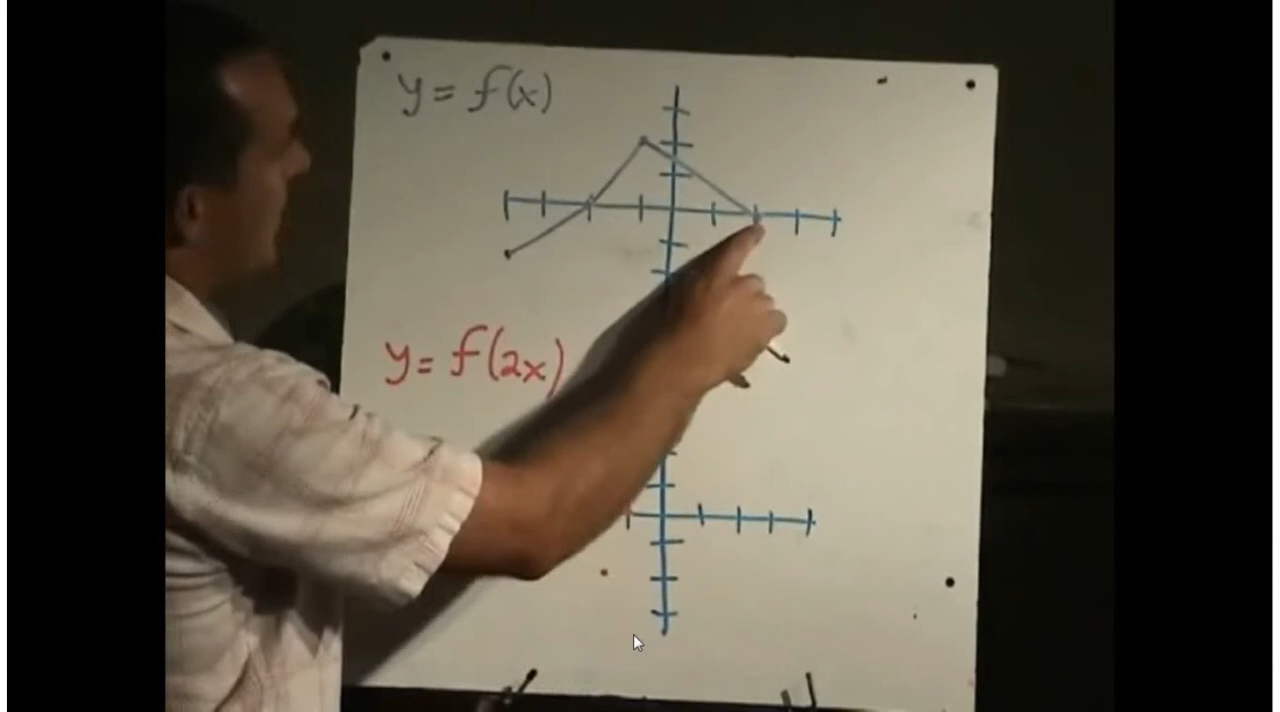 y = f(x)
y = f(2x)